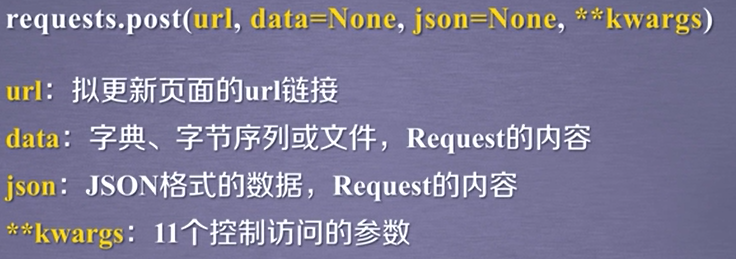 requests.post(url, data=None, json=None, **kwargs)
url：拟更新页面的url链接
data：字典、字节序列或文件，Request的内容
json：JSON格式的数据，Request的内容
**kwargs：11个控制访问的参数